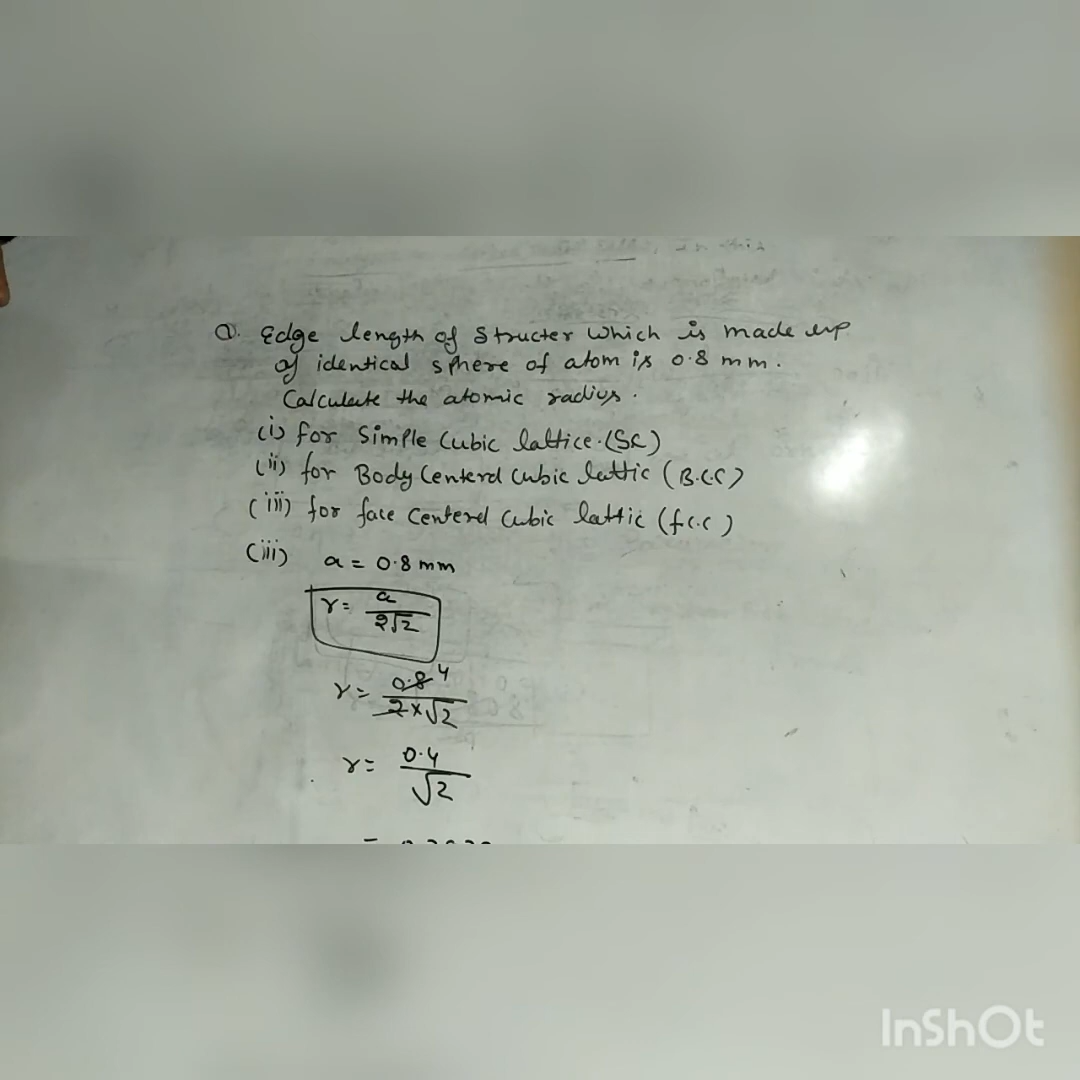 Q. Edge length of Structer which is made up
of identical sphere of atom is 0.8 mm.
Calculate the atomic radius.
(i) for Simple Cubic lattice.(SC)
(ii) for Body Centerd Cubic lattic (B.C.C)
(iii) for face Centered Cubic lattic (f.c.c)
(iii) a = 0.8 mm
r = a / 2√2
r = 0.8 4 / 2×√2
r = 0.4 / √2
=
InShOt